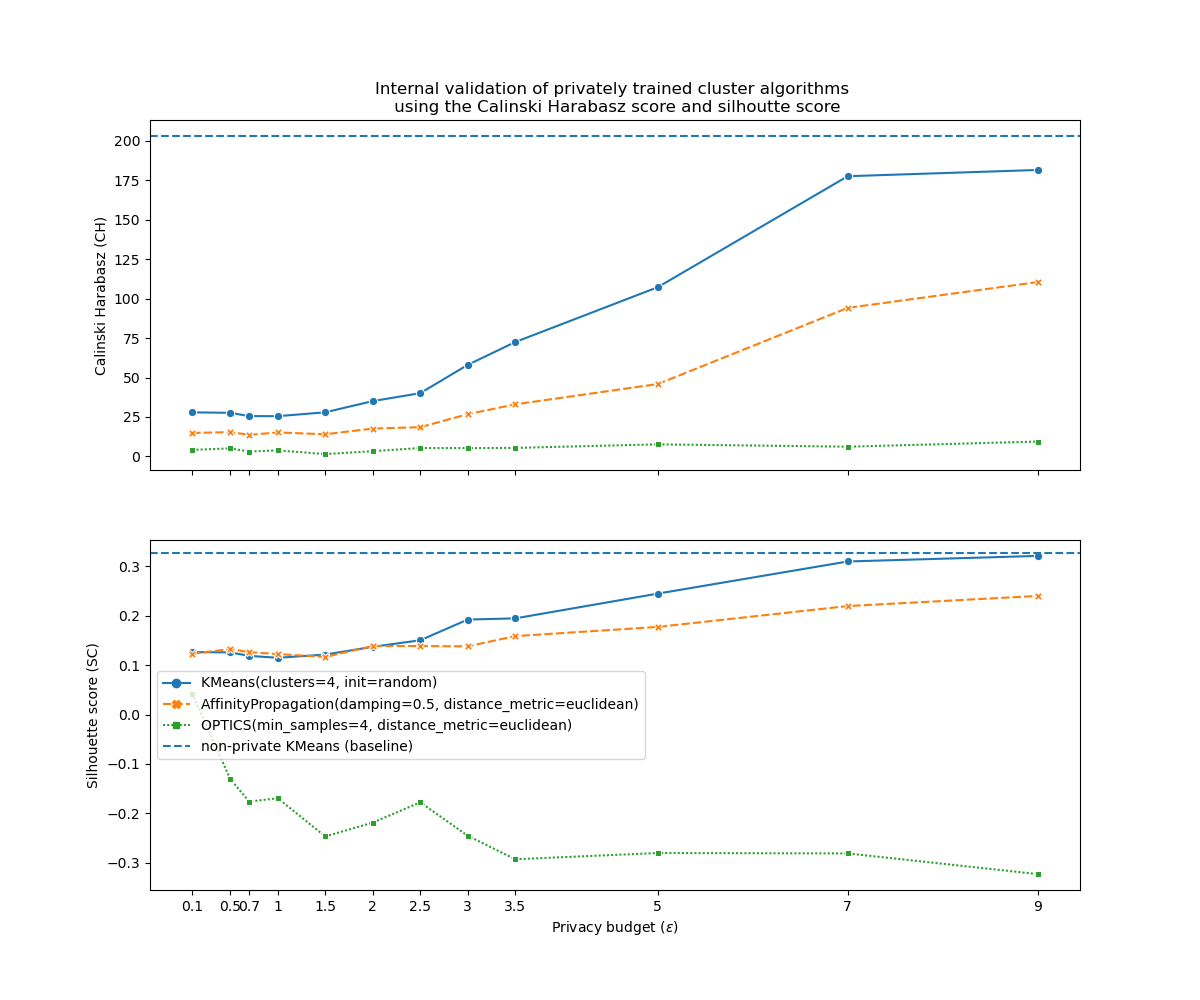 Internal validation of privately trained cluster algorithms
using the Calinski Harabasz score and silhoutte score
Calinski Harabasz (CH)
200
175
150
125
100
75
50
25
0
Silhouette score (SC)
0.3
0.2
0.1
0.0
−0.1
−0.2
−0.3
KMeans(clusters=4, init=random)
AffinityPropagation(damping=0.5, distance_metric=euclidean)
OPTICS(min_samples=4, distance_metric=euclidean)
non-private KMeans (baseline)
0.1 0.5 0.7 1 1.5 2 2.5 3 3.5 5 7 9
Privacy budget (ε)